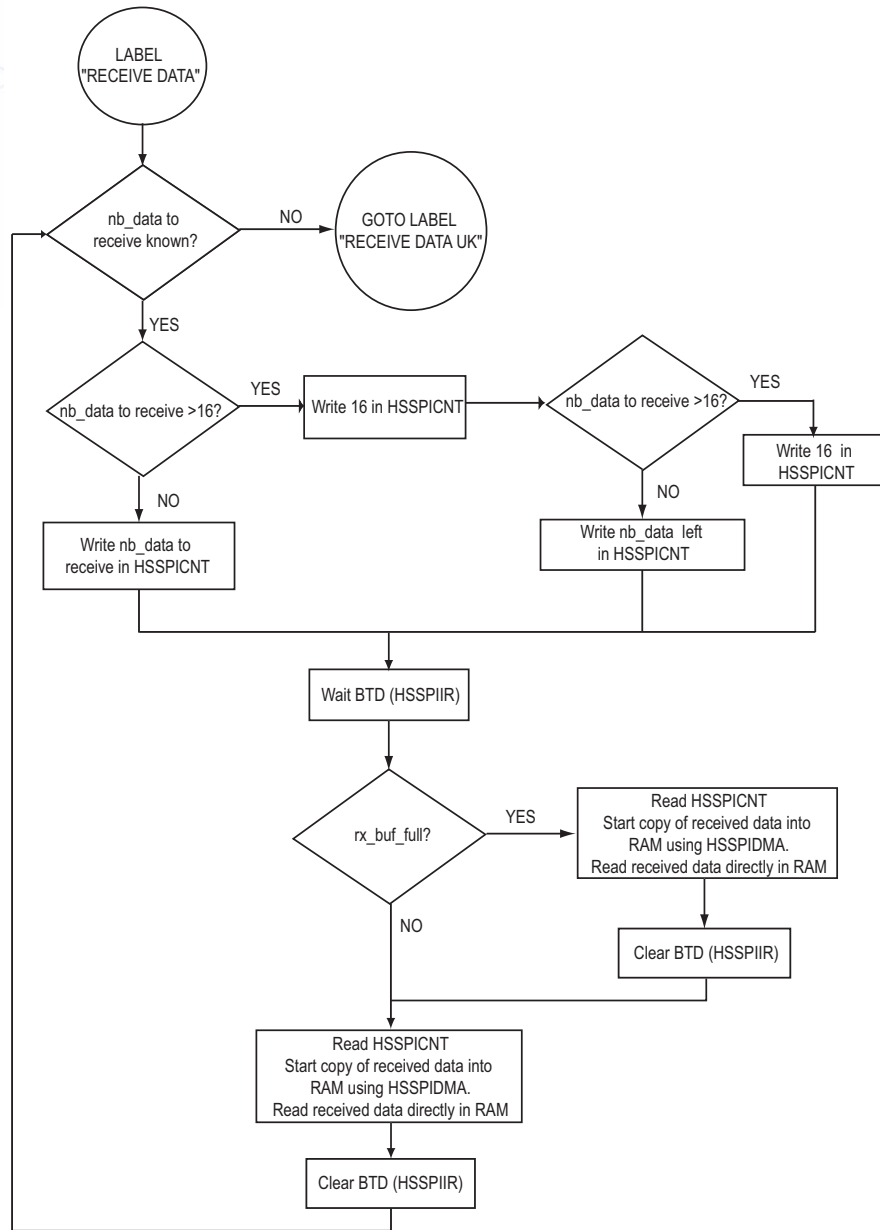 LABEL
"RECEIVE DATA"
nb_data to
receive known?
NO
GOTO LABEL
"RECEIVE DATA UK"
YES
nb_data to receive >16?
YES
Write 16 in HSSPICNT
nb_data to receive >16?
YES
Write 16 in
HSSPICNT
NO
Write nb_data to
receive in HSSPICNT
NO
Write nb_data left
in HSSPICNT
Wait BTD (HSSPIIR)
rx_buf_full?
YES
Read HSSPICNT
Start copy of received data into
RAM using HSSPIDMA.
Read received data directly in RAM
NO
Clear BTD (HSSPIIR)
Read HSSPICNT
Start copy of received data into
RAM using HSSPIDMA.
Read received data directly in RAM
Clear BTD (HSSPIIR)